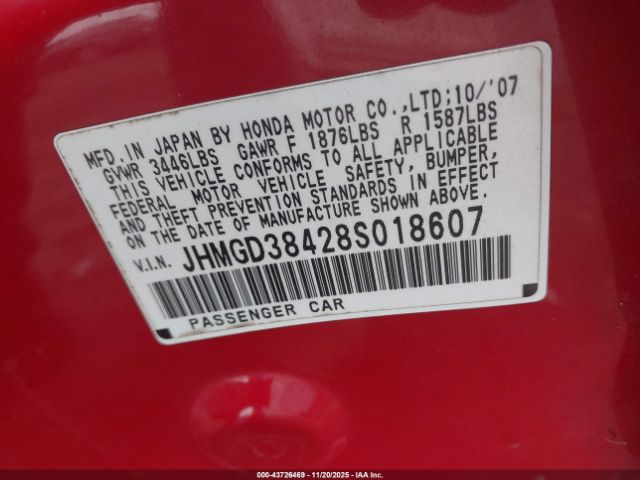 MFD. IN JAPAN BY HONDA MOTOR CO.,LTD;10/'07
GVWR 3446LBS GAWR F 1876LBS R 1587LBS
THIS VEHICLE CONFORMS TO ALL APPLICABLE
FEDERAL MOTOR VEHICLE SAFETY, BUMPER,
AND THEFT PREVENTION STANDARDS IN EFFECT
ON THE DATE OF MANUFACTURE SHOWN ABOVE.
V.I.N. JHMGD38428S018607
PASSENGER CAR
000-43726469 - 11/20/2025 - IAAI, Inc.